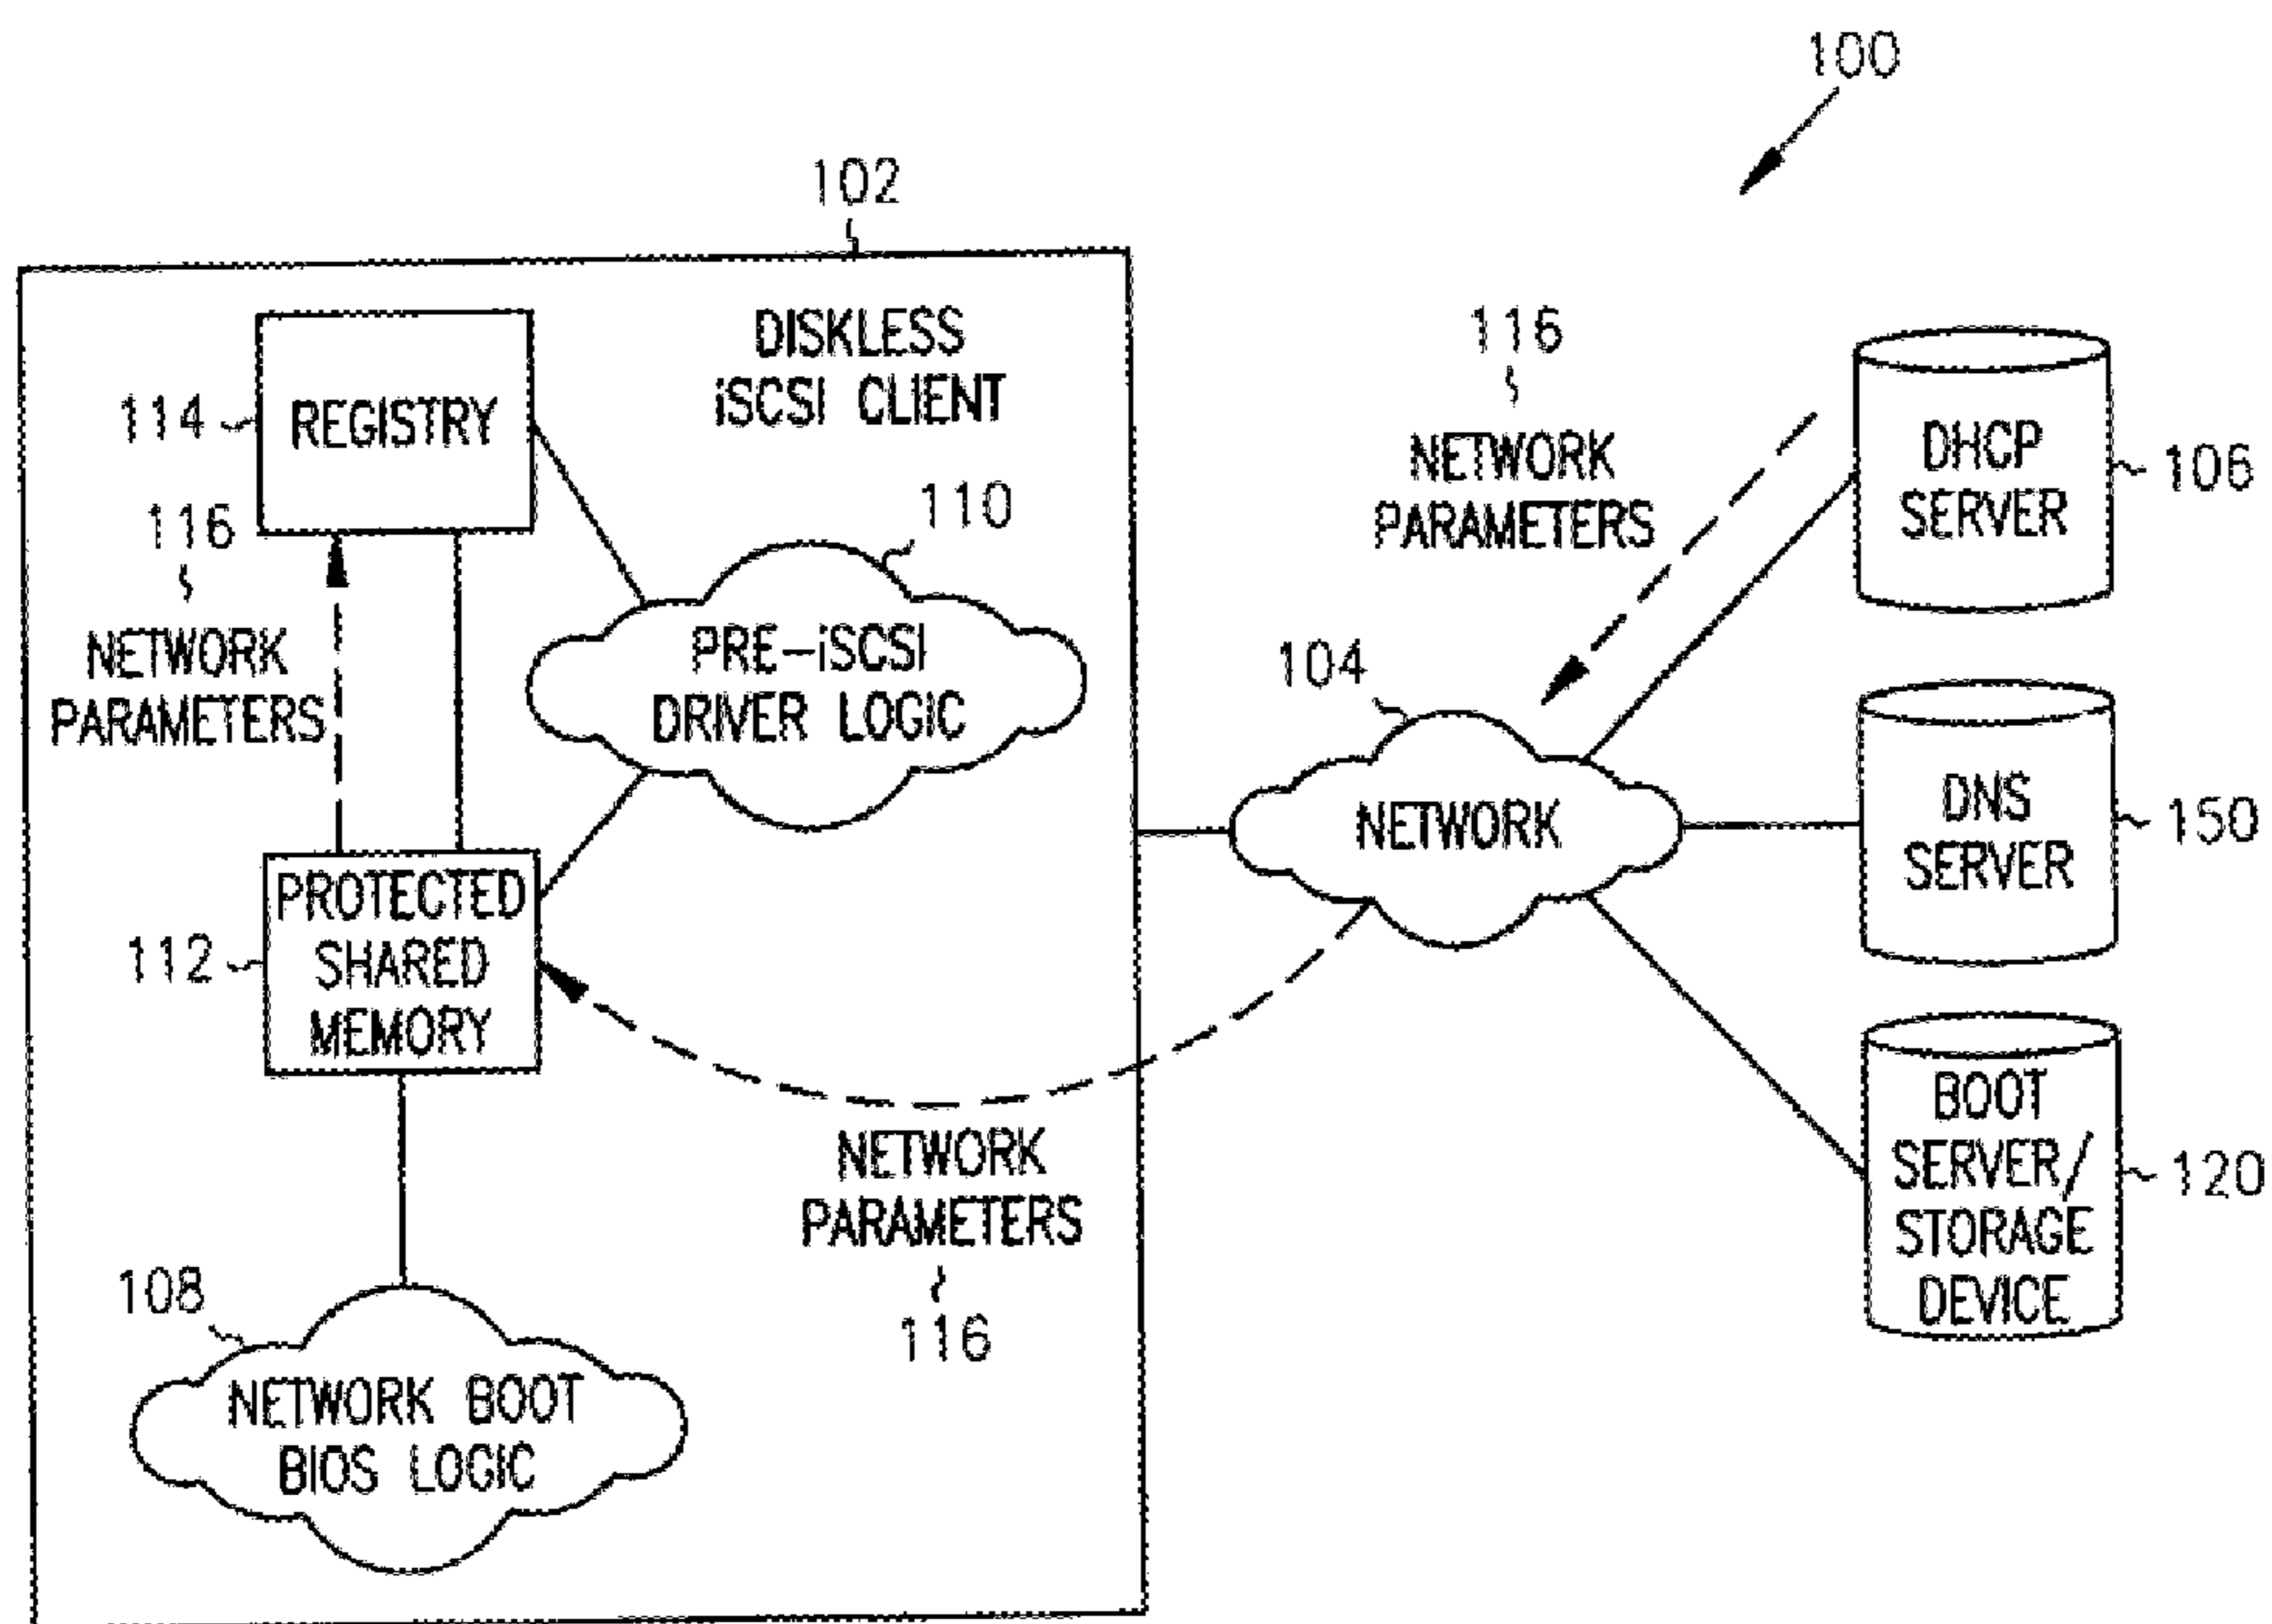 100
102
DISKLESS
iSCSI CLIENT
114
REGISTRY
116
NETWORK
PARAMETERS
110
PRE-iSCSI
DRIVER LOGIC
112
PROTECTED
SHARED
MEMORY
NETWORK
PARAMETERS
116
108
NETWORK BOOT
BIOS LOGIC
116
NETWORK
PARAMETERS
104
NETWORK
DHCP
SERVER
106
DNS
SERVER
150
BOOT
SERVER/
STORAGE
DEVICE
120